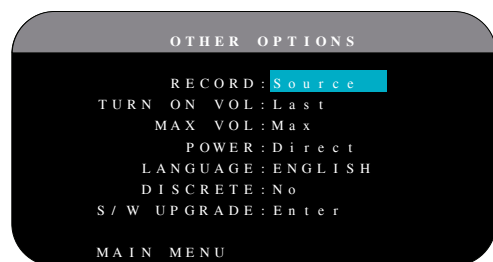 OTHER OPTIONS
RECORD:Source
TURN ON VOL:Last
MAX VOL:Max
POWER:Direct
LANGUAGE:ENGLISH
DISCRETE:No
S/W UPGRADE:Enter
MAIN MENU